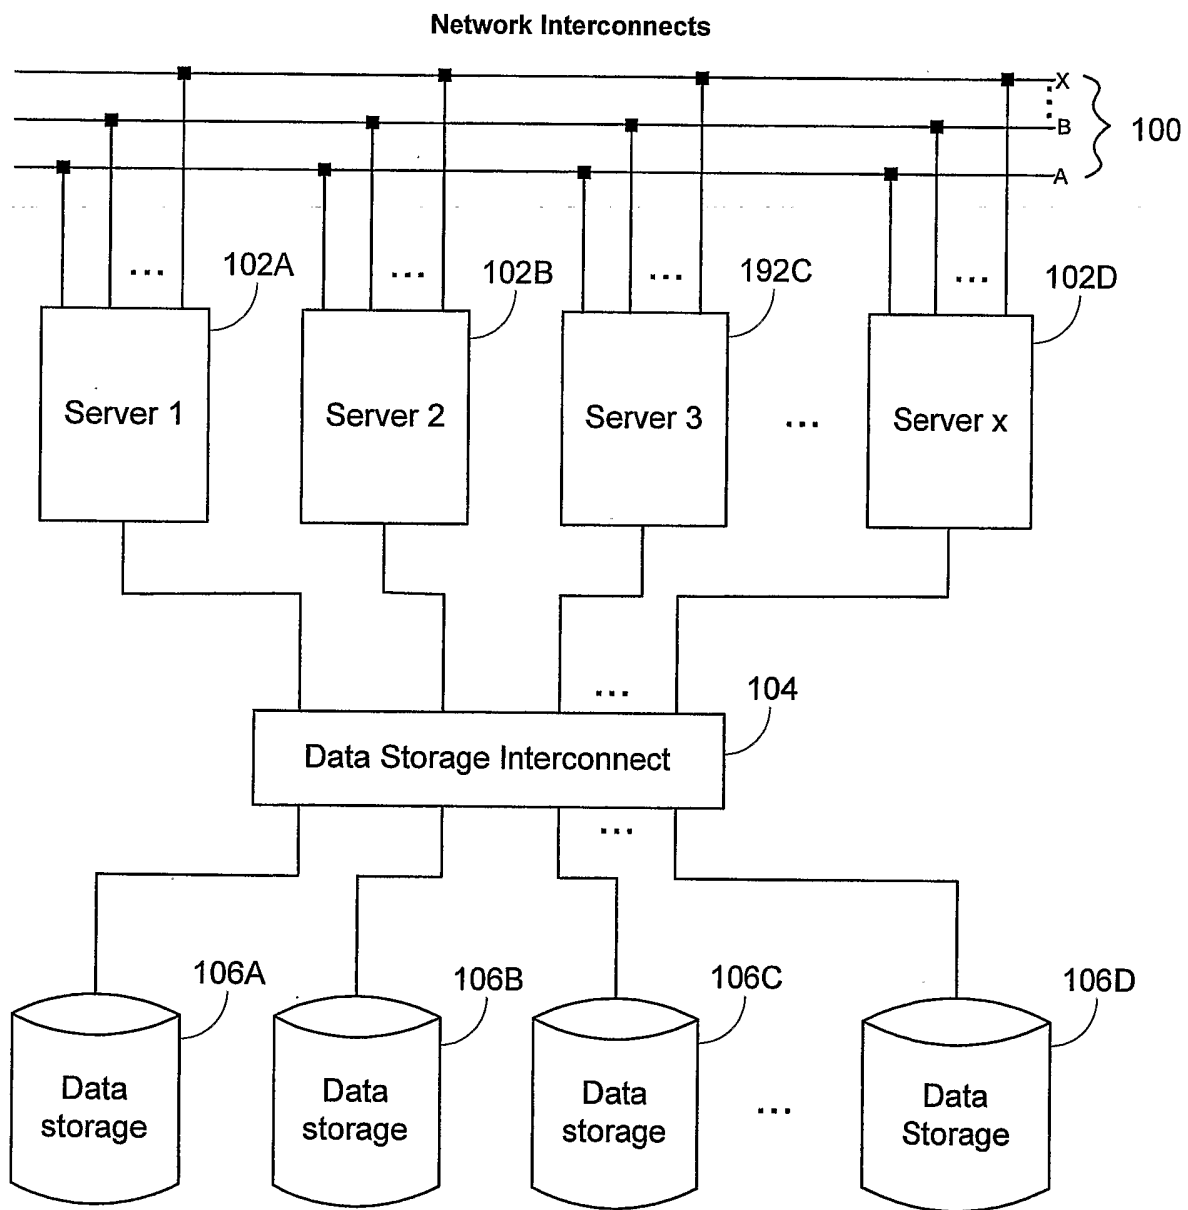 Network Interconnects
X
B
A
100
...
102A
...
102B
...
192C
...
102D
Server 1
Server 2
Server 3
...
Server x
...
104
Data Storage Interconnect
...
106A
106B
106C
106D
Data
storage
Data
storage
Data
storage
...
Data
Storage